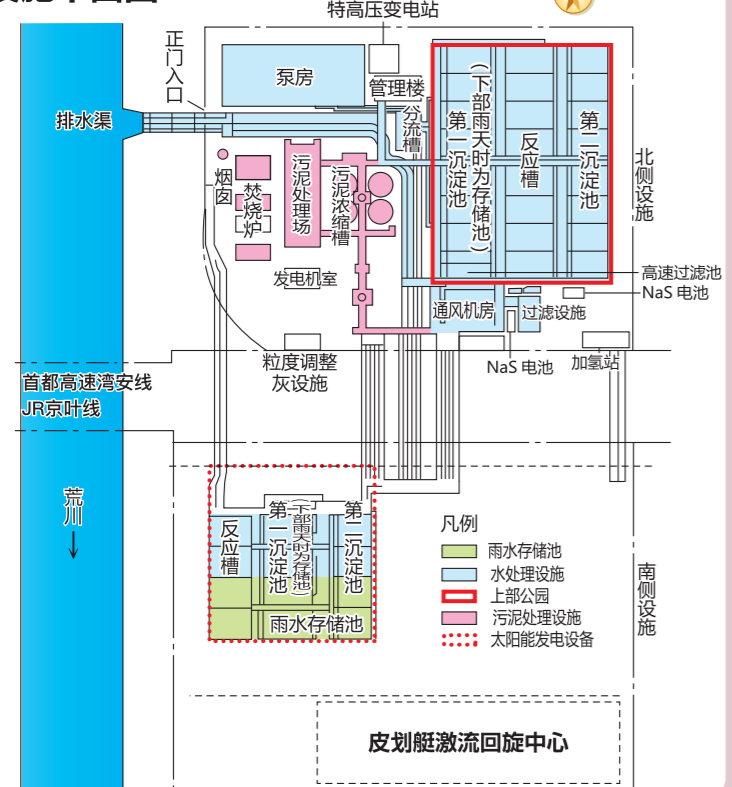 特高压变电站
正门入口
泵房
管理楼
排水渠
分流槽
第一沉淀池
(下部雨天时为存储池)
反应槽
第二沉淀池
北侧设施
烟囱
焚烧炉
污泥处理场
污泥浓缩槽
发电机室
高速过滤池
NaS 电池
通风机房
过滤设施
粒度调整
灰设施
NaS 电池
加氢站
首都高速湾安线
JR京叶线
荒川
反应槽
第一沉淀池
(下部雨天时为存储池)
第二沉淀池
雨水存储池
凡例
雨水存储池
水处理设施
上部公园
污泥处理设施
太阳能发电设备
南侧设施
皮划艇激流回旋中心